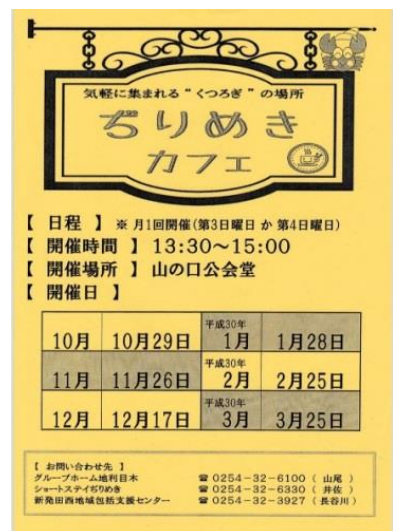 気軽に集まれる“くつろぎ”の場所
ぢりめき
カフェ
【 日程 】 ※ 月1回開催(第3日曜日 か 第4日曜日)
【 開催時間 】 13:30～15:00
【 開催場所 】 山の口公会堂
【 開催日 】
10月 10月29日 平成30年 1月 1月28日
11月 11月26日 平成30年 2月 2月25日
12月 12月17日 平成30年 3月 3月25日
【 お問い合わせ先 】
グループホーム地利目木 ☎ 0254－32－6100 ( 山尾 )
ショートステイぢりめき ☎ 0254－32－6330 ( 井佐 )
新発田西地域包括支援センター ☎ 0254－32－3927 ( 長谷川 )